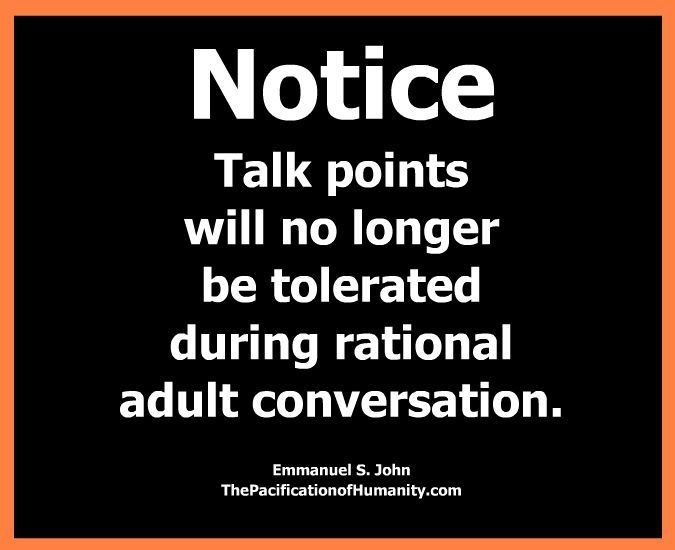 Notice
Talk points
will no longer
be tolerated
during rational
adult conversation.
Emmanuel S. John
ThePacificationofHumanity.com